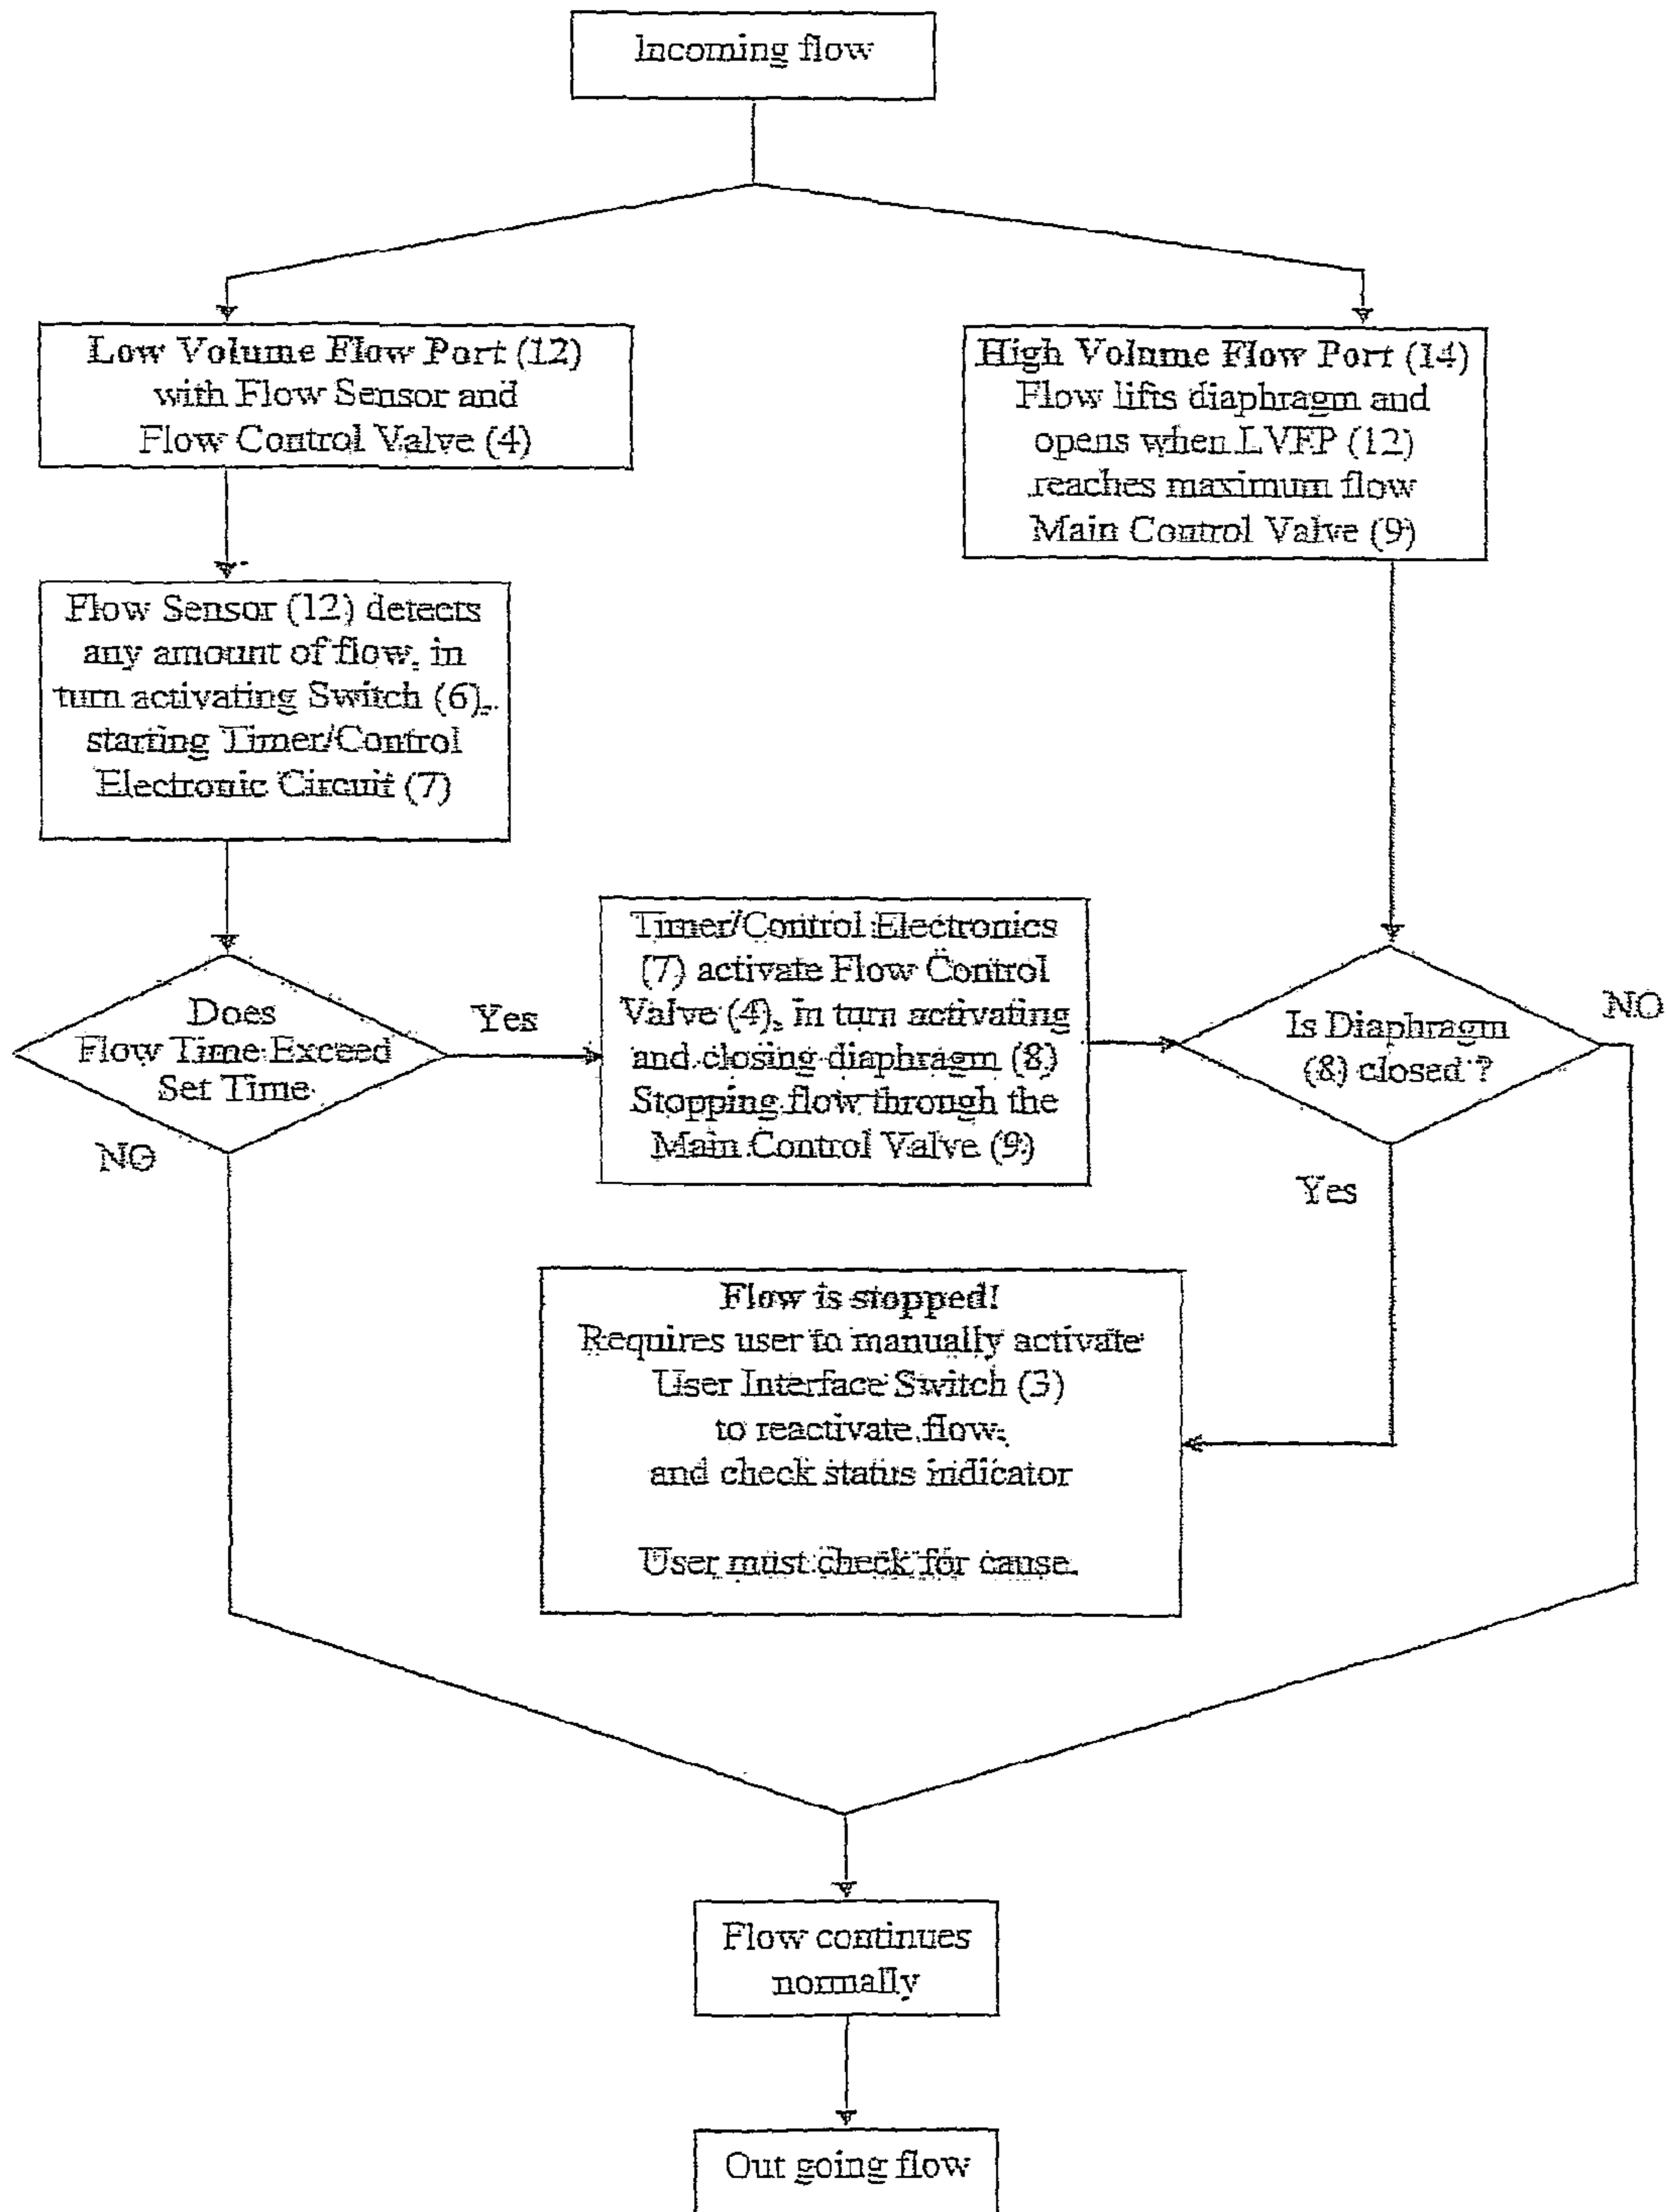 Incoming flow
Low Volume Flow Port (12)
with Flow Sensor and
Flow Control Valve (4)
High Volume Flow Port (14)
Flow lifts diaphragm and
opens when LVFP (12)
reaches maximum flow
Main Control Valve (9)
Flow Sensor (12) detects
any amount of flow, in
turn activating Switch (6),
starting Timer/Control
Electronic Circuit (7)
Does
Flow Time Exceed
Set Time
Yes
NO
Timer/Control Electronics
(7) activate Flow Control
Valve (4), in turn activating
and closing diaphragm (8)
Stopping flow through the
Main Control Valve (9)
Is Diaphragm
(8) closed ?
NO
Yes
Flow is stopped!
Requires user to manually activate
User Interface Switch (3)
to reactivate flow,
and check status indicator
User must check for cause.
Flow continues
normally
Out going flow